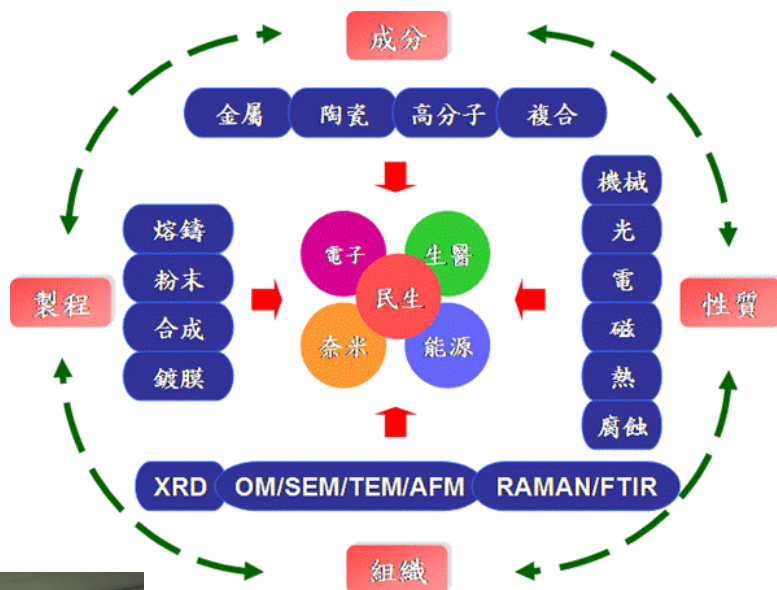 成分
金屬 陶瓷 高分子 複合
機械
光
電
磁
熱
腐蝕
性質
熔鑄
粉末
合成
鍍膜
製程
電子 生醫
民生
奈米 能源
XRD OM/SEM/TEM/AFM RAMAN/FTIR
組織